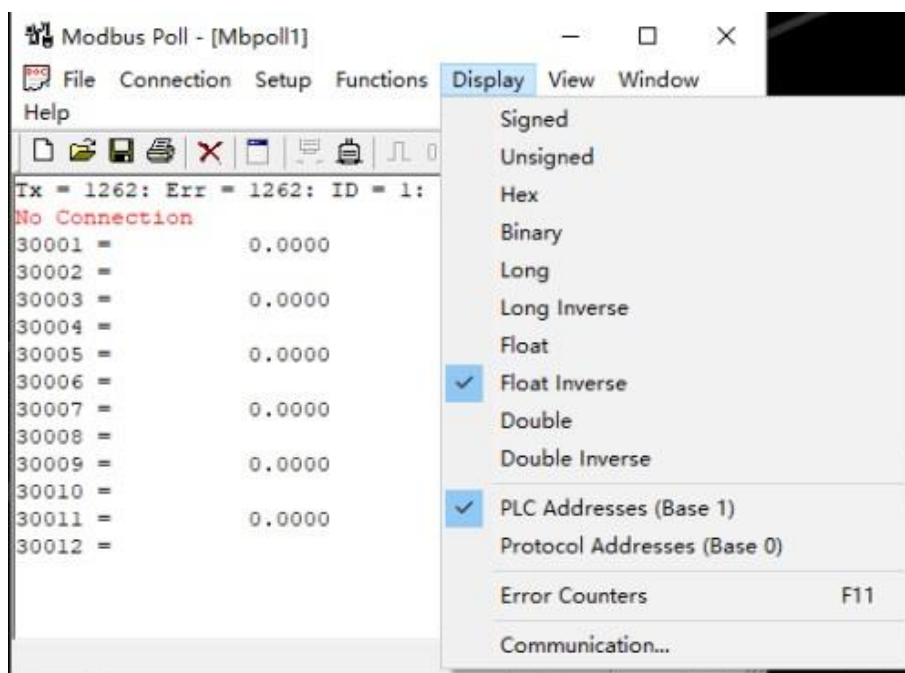 Modbus Poll - [Mbpoll1]
File Connection Setup Functions Display View Window
Help
Tx = 1262: Err = 1262: ID = 1:
No Connection
30001 = 0.0000
30002 =
30003 = 0.0000
30004 =
30005 = 0.0000
30006 =
30007 = 0.0000
30008 =
30009 = 0.0000
30010 =
30011 = 0.0000
30012 =
Signed
Unsigned
Hex
Binary
Long
Long Inverse
Float
Float Inverse
Double
Double Inverse
PLC Addresses (Base 1)
Protocol Addresses (Base 0)
Error Counters F11
Communication...